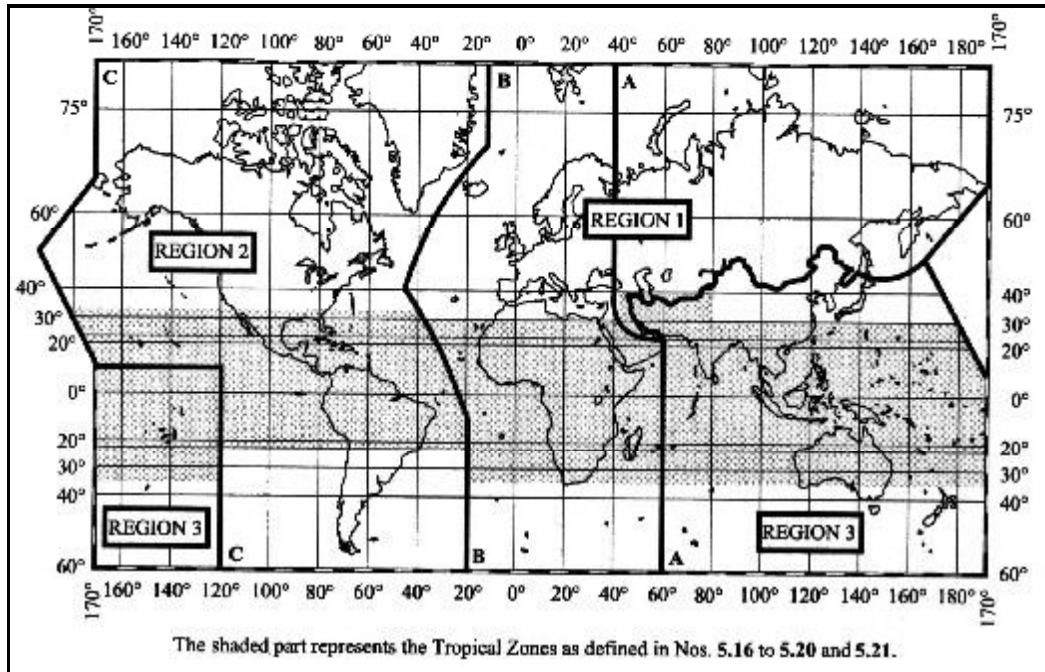 170° 160° 140° 120° 100° 80° 60° 40° 20° 0° 20° 40° 60° 80° 100° 120° 140° 160° 180° 170°
C B A
75° 75°
60° 60°
REGION 1
REGION 2
40° 40°
30° 30°
20° 20°
0° 0°
20° 20°
30° 30°
40° 40°
REGION 3 REGION 3
C B A
60° 60°
170° 160° 140° 120° 100° 80° 60° 40° 20° 0° 20° 40° 60° 80° 100° 120° 140° 160° 180° 170°
The shaded part represents the Tropical Zones as defined in Nos. 5.16 to 5.20 and 5.21.